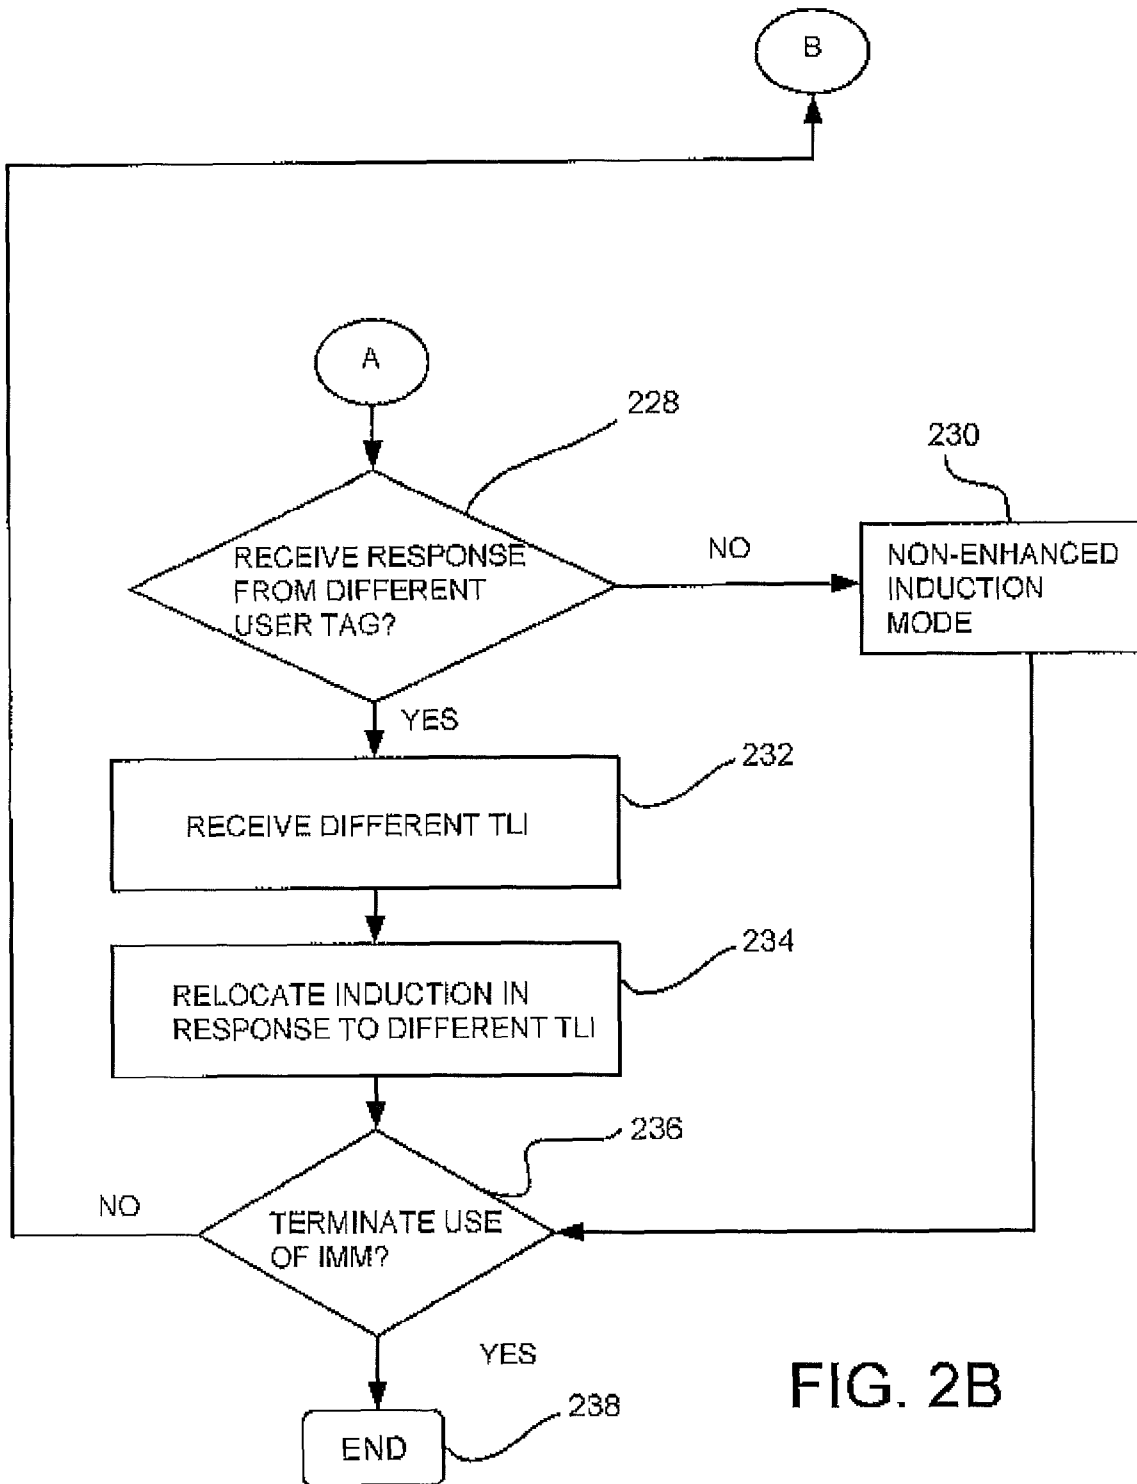 B
A
228
230
RECEIVE RESPONSE
FROM DIFFERENT
USER TAG?
NO
NON-ENHANCED
INDUCTION
MODE
YES
232
RECEIVE DIFFERENT TLI
234
RELOCATE INDUCTION IN
RESPONSE TO DIFFERENT TLI
236
NO
TERMINATE USE
OF IMM?
YES
FIG. 2B
238
END